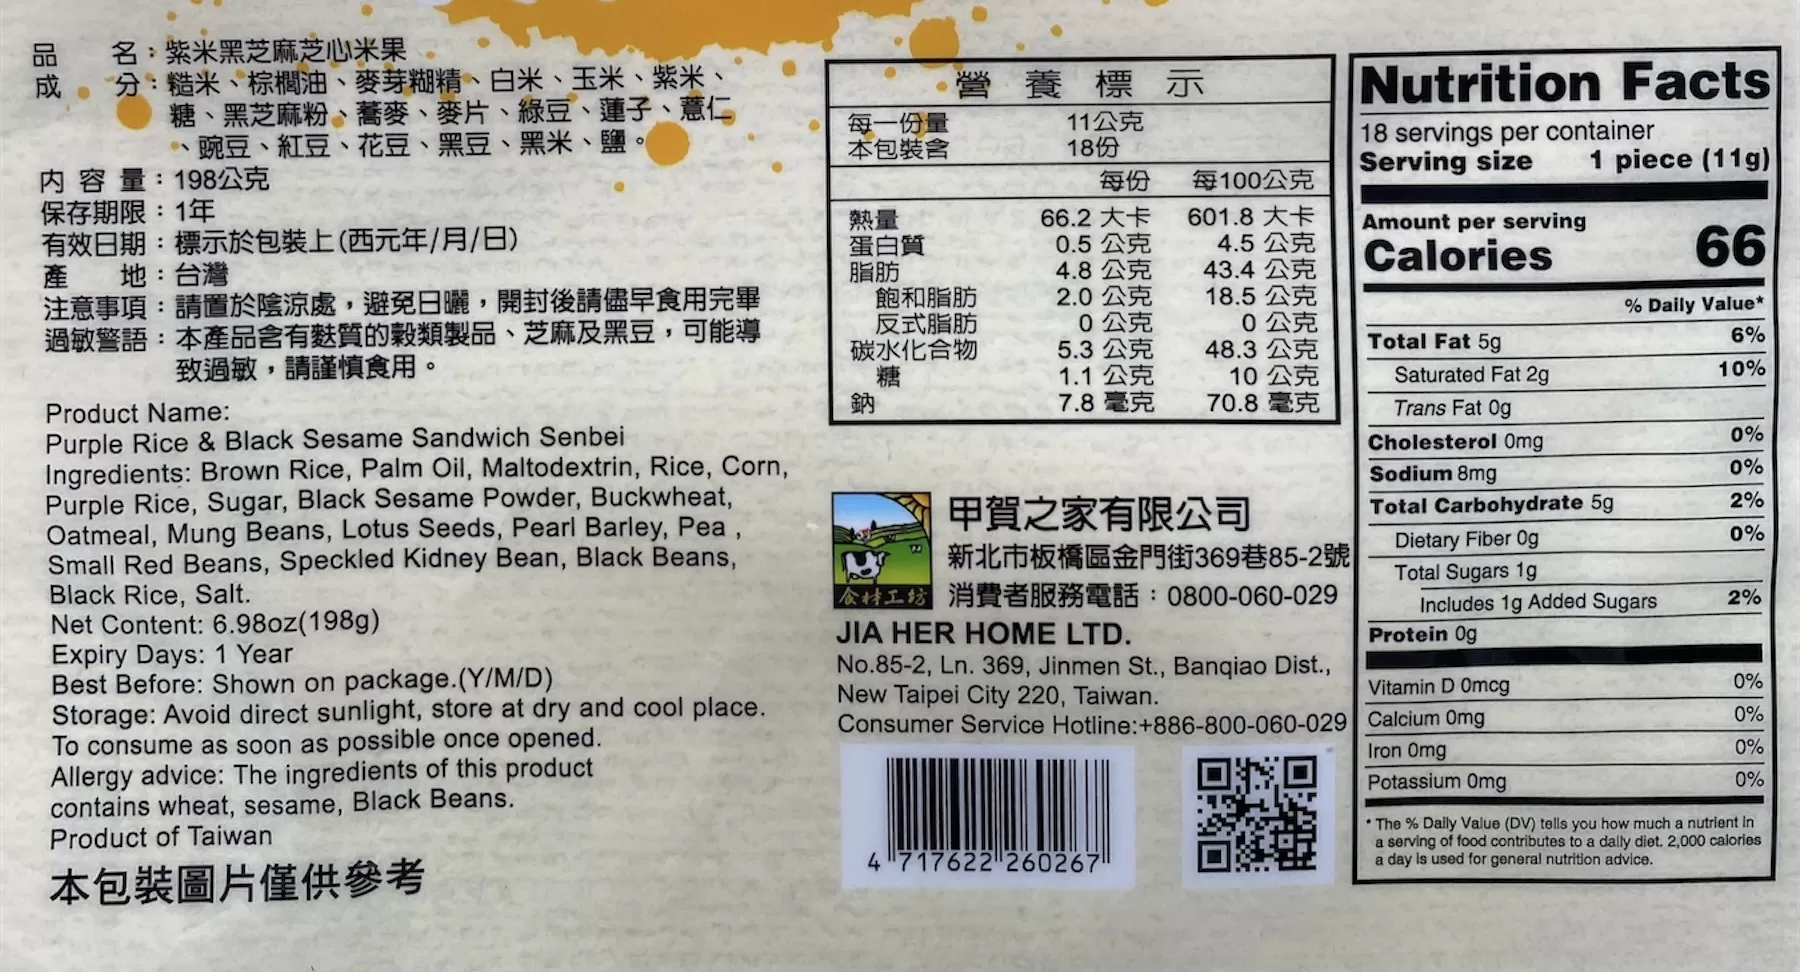 品　　名：紫米黑芝麻芝心米果
成　　分：糙米、棕櫚油、麥芽糊精、白米、玉米、紫米、
糖、黑芝麻粉、蕎麥、麥片、綠豆、蓮子、薏仁
、豌豆、紅豆、花豆、黑豆、黑米、鹽。
內 容 量：198公克
保存期限：1年
有效日期：標示於包裝上(西元年/月/日)
產　　地：台灣
注意事項：請置於陰涼處，避免日曬，開封後請儘早食用完畢
過敏警語：本產品含有麩質的穀類製品、芝麻及黑豆，可能導
致過敏，請謹慎食用。
Product Name:
Purple Rice & Black Sesame Sandwich Senbei
Ingredients: Brown Rice, Palm Oil, Maltodextrin, Rice, Corn,
Purple Rice, Sugar, Black Sesame Powder, Buckwheat,
Oatmeal, Mung Beans, Lotus Seeds, Pearl Barley, Pea ,
Small Red Beans, Speckled Kidney Bean, Black Beans,
Black Rice, Salt.
Net Content: 6.98oz(198g)
Expiry Days: 1 Year
Best Before: Shown on package.(Y/M/D)
Storage: Avoid direct sunlight, store at dry and cool place.
To consume as soon as possible once opened.
Allergy advice: The ingredients of this product
contains wheat, sesame, Black Beans.
Product of Taiwan
本包裝圖片僅供參考
營 養 標 示
每一份量 11公克
本包裝含 18份
每份 每100公克
熱量 66.2 大卡 601.8 大卡
蛋白質 0.5 公克 4.5 公克
脂肪 4.8 公克 43.4 公克
飽和脂肪 2.0 公克 18.5 公克
反式脂肪 0 公克 0 公克
碳水化合物 5.3 公克 48.3 公克
糖 1.1 公克 10 公克
鈉 7.8 毫克 70.8 毫克
食材工坊
甲賀之家有限公司
新北市板橋區金門街369巷85-2號
消費者服務電話：0800-060-029
JIA HER HOME LTD.
No.85-2, Ln. 369, Jinmen St., Banqiao Dist.,
New Taipei City 220, Taiwan.
Consumer Service Hotline:+886-800-060-029
4 717622 260267
Nutrition Facts
18 servings per container
Serving size 1 piece (11g)
Amount per serving
Calories 66
% Daily Value*
Total Fat 5g 6%
Saturated Fat 2g 10%
Trans Fat 0g
Cholesterol 0mg 0%
Sodium 8mg 0%
Total Carbohydrate 5g 2%
Dietary Fiber 0g 0%
Total Sugars 1g
Includes 1g Added Sugars 2%
Protein 0g
Vitamin D 0mcg 0%
Calcium 0mg 0%
Iron 0mg 0%
Potassium 0mg 0%
* The % Daily Value (DV) tells you how much a nutrient in
a serving of food contributes to a daily diet. 2,000 calories
a day is used for general nutrition advice.